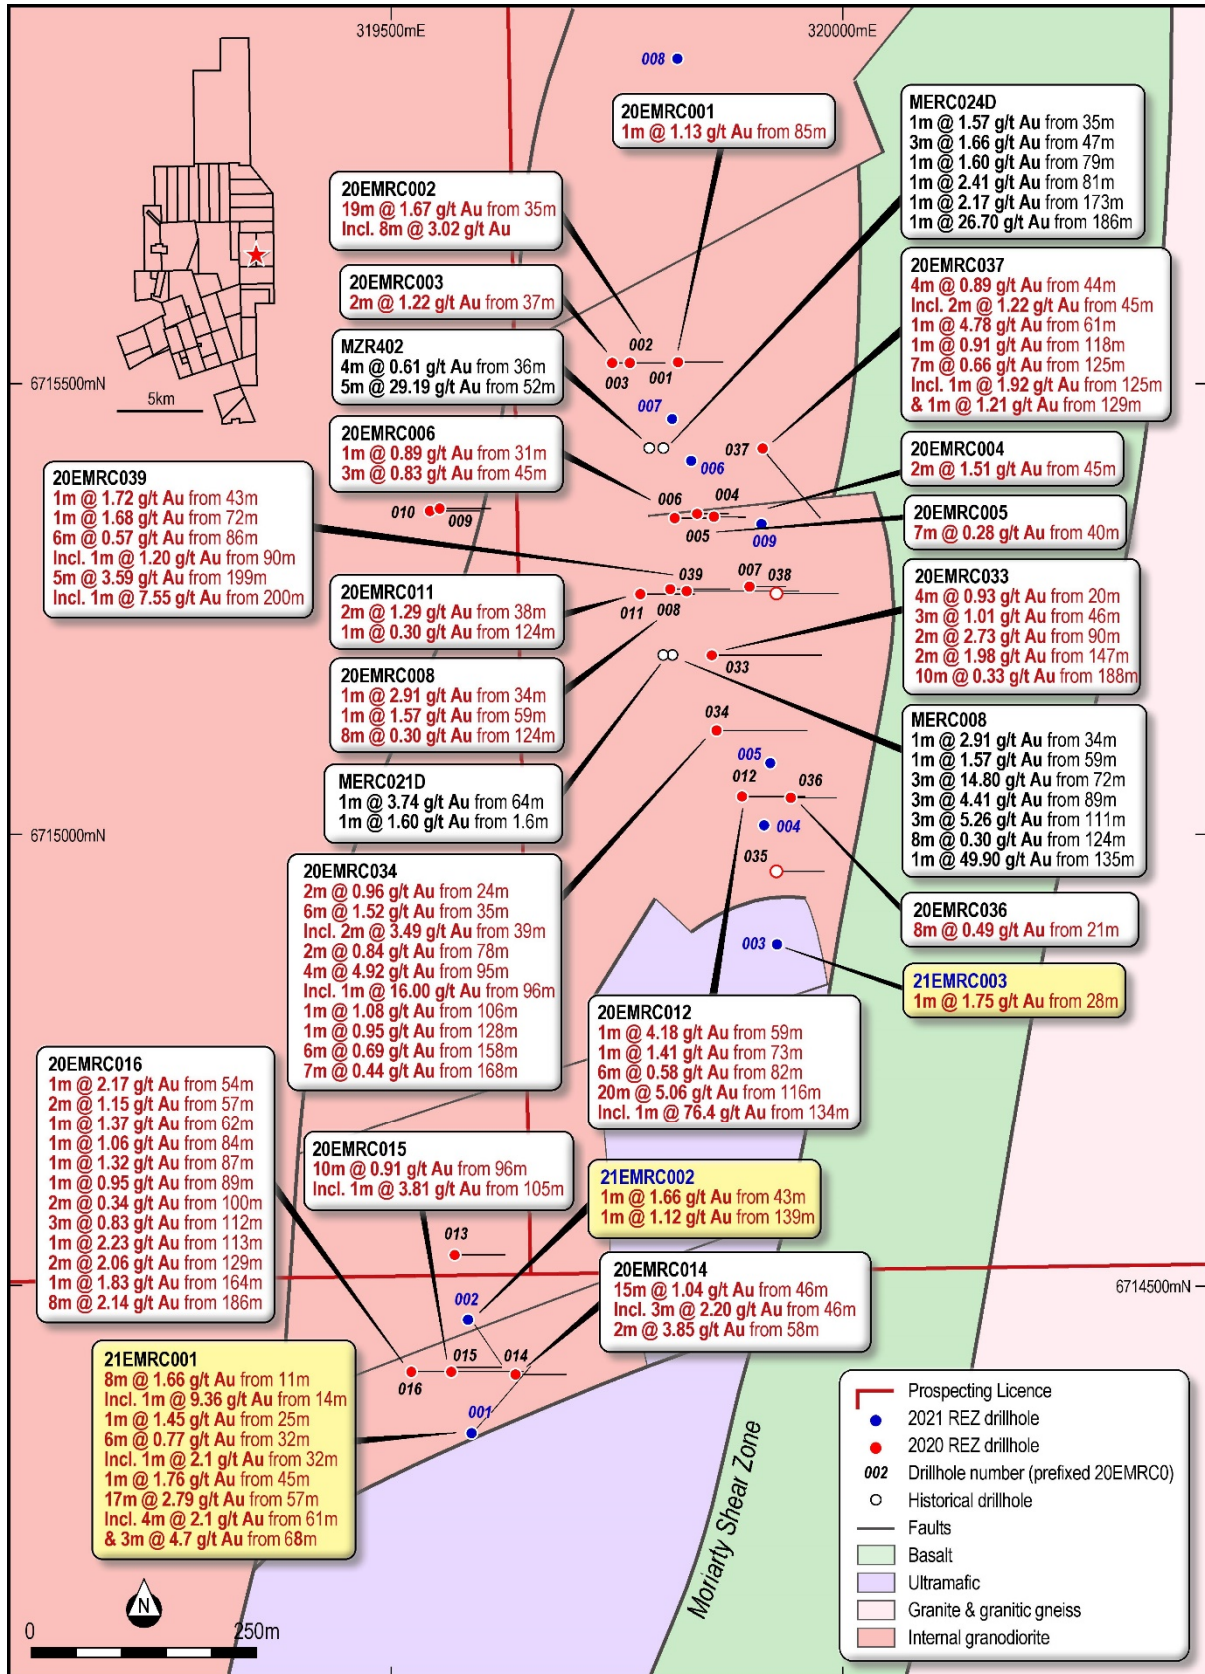 319500mE
320000mE
008
20EMRC001
1m @ 1.13 g/t Au from 85m
MERC024D
1m @ 1.57 g/t Au from 35m
3m @ 1.66 g/t Au from 47m
1m @ 1.60 g/t Au from 79m
1m @ 2.41 g/t Au from 81m
1m @ 2.17 g/t Au from 173m
1m @ 26.70 g/t Au from 186m
20EMRC002
19m @ 1.67 g/t Au from 35m
Incl. 8m @ 3.02 g/t Au
20EMRC003
2m @ 1.22 g/t Au from 37m
20EMRC037
4m @ 0.89 g/t Au from 44m
Incl. 2m @ 1.22 g/t Au from 45m
1m @ 4.78 g/t Au from 61m
1m @ 0.91 g/t Au from 118m
7m @ 0.66 g/t Au from 125m
Incl. 1m @ 1.92 g/t Au from 125m
& 1m @ 1.21 g/t Au from 129m
MZR402
4m @ 0.61 g/t Au from 36m
5m @ 29.19 g/t Au from 52m
002
003
001
6715500mN
5km
007
20EMRC006
1m @ 0.89 g/t Au from 31m
3m @ 0.83 g/t Au from 45m
037
006
20EMRC004
2m @ 1.51 g/t Au from 45m
20EMRC039
1m @ 1.72 g/t Au from 43m
1m @ 1.68 g/t Au from 72m
6m @ 0.57 g/t Au from 86m
Incl. 1m @ 1.20 g/t Au from 90m
5m @ 3.59 g/t Au from 199m
Incl. 1m @ 7.55 g/t Au from 200m
010
009
006
004
005
009
20EMRC005
7m @ 0.28 g/t Au from 40m
20EMRC011
2m @ 1.29 g/t Au from 38m
1m @ 0.30 g/t Au from 124m
039
007
038
011
008
20EMRC033
4m @ 0.93 g/t Au from 20m
3m @ 1.01 g/t Au from 46m
2m @ 2.73 g/t Au from 90m
2m @ 1.98 g/t Au from 147m
10m @ 0.33 g/t Au from 188m
20EMRC008
1m @ 2.91 g/t Au from 34m
1m @ 1.57 g/t Au from 59m
8m @ 0.30 g/t Au from 124m
033
034
MERC008
1m @ 2.91 g/t Au from 34m
1m @ 1.57 g/t Au from 59m
3m @ 14.80 g/t Au from 72m
3m @ 4.41 g/t Au from 89m
3m @ 5.26 g/t Au from 111m
8m @ 0.30 g/t Au from 124m
1m @ 49.90 g/t Au from 135m
MERC021D
1m @ 3.74 g/t Au from 64m
1m @ 1.60 g/t Au from 1.6m
005
012
036
004
6715000mN
035
20EMRC034
2m @ 0.96 g/t Au from 24m
6m @ 1.52 g/t Au from 35m
Incl. 2m @ 3.49 g/t Au from 39m
2m @ 0.84 g/t Au from 78m
4m @ 4.92 g/t Au from 95m
Incl. 1m @ 16.00 g/t Au from 96m
1m @ 1.08 g/t Au from 106m
1m @ 0.95 g/t Au from 128m
6m @ 0.69 g/t Au from 158m
7m @ 0.44 g/t Au from 168m
20EMRC036
8m @ 0.49 g/t Au from 21m
003
21EMRC003
1m @ 1.75 g/t Au from 28m
20EMRC012
1m @ 4.18 g/t Au from 59m
1m @ 1.41 g/t Au from 73m
6m @ 0.58 g/t Au from 82m
20m @ 5.06 g/t Au from 116m
Incl. 1m @ 76.4 g/t Au from 134m
20EMRC016
1m @ 2.17 g/t Au from 54m
2m @ 1.15 g/t Au from 57m
1m @ 1.37 g/t Au from 62m
1m @ 1.06 g/t Au from 84m
1m @ 1.32 g/t Au from 87m
1m @ 0.95 g/t Au from 89m
2m @ 0.34 g/t Au from 100m
3m @ 0.83 g/t Au from 112m
1m @ 2.23 g/t Au from 113m
2m @ 2.06 g/t Au from 129m
1m @ 1.83 g/t Au from 164m
8m @ 2.14 g/t Au from 186m
20EMRC015
10m @ 0.91 g/t Au from 96m
Incl. 1m @ 3.81 g/t Au from 105m
21EMRC002
1m @ 1.66 g/t Au from 43m
1m @ 1.12 g/t Au from 139m
013
20EMRC014
15m @ 1.04 g/t Au from 46m
Incl. 3m @ 2.20 g/t Au from 46m
2m @ 3.85 g/t Au from 58m
6714500mN
002
015
014
016
001
21EMRC001
8m @ 1.66 g/t Au from 11m
Incl. 1m @ 9.36 g/t Au from 14m
1m @ 1.45 g/t Au from 25m
6m @ 0.77 g/t Au from 32m
Incl. 1m @ 2.1 g/t Au from 32m
1m @ 1.76 g/t Au from 45m
17m @ 2.79 g/t Au from 57m
Incl. 4m @ 2.1 g/t Au from 61m
& 3m @ 4.7 g/t Au from 68m
Moriarty Shear Zone
Prospecting Licence
2021 REZ drillhole
2020 REZ drillhole
002 Drillhole number (prefixed 20EMRC0)
Historical drillhole
Faults
Basalt
Ultramafic
Granite & granitic gneiss
Internal granodiorite
N
0 250m